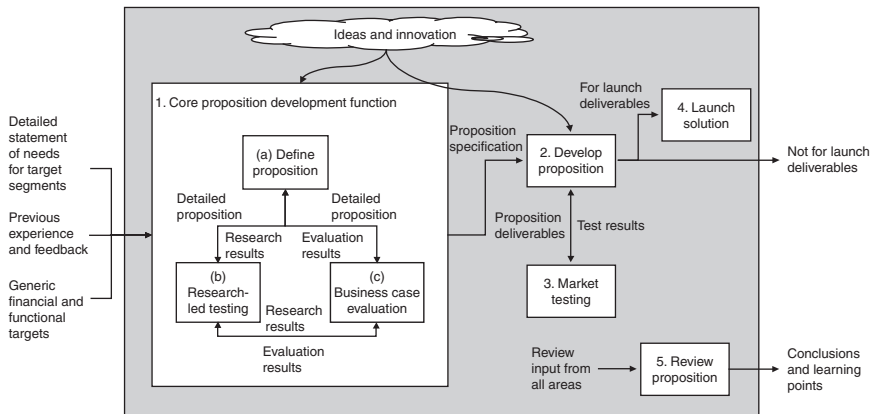 Ideas and innovation
1. Core proposition development function
Detailed
statement
of needs
for target
segments
Previous
experience
and feedback
Generic
financial and
functional
targets
(a) Define
proposition
Detailed
proposition
Detailed
proposition
Research
results
Evaluation
results
(b)
Research-
led testing
(c)
Business case
evaluation
Research
results
Evaluation
results
Proposition
specification
2. Develop
proposition
For launch
deliverables
4. Launch
solution
Not for launch
deliverables
Proposition
deliverables
Test results
3. Market
testing
Review
input from
all areas
5. Review
proposition
Conclusions
and learning
points